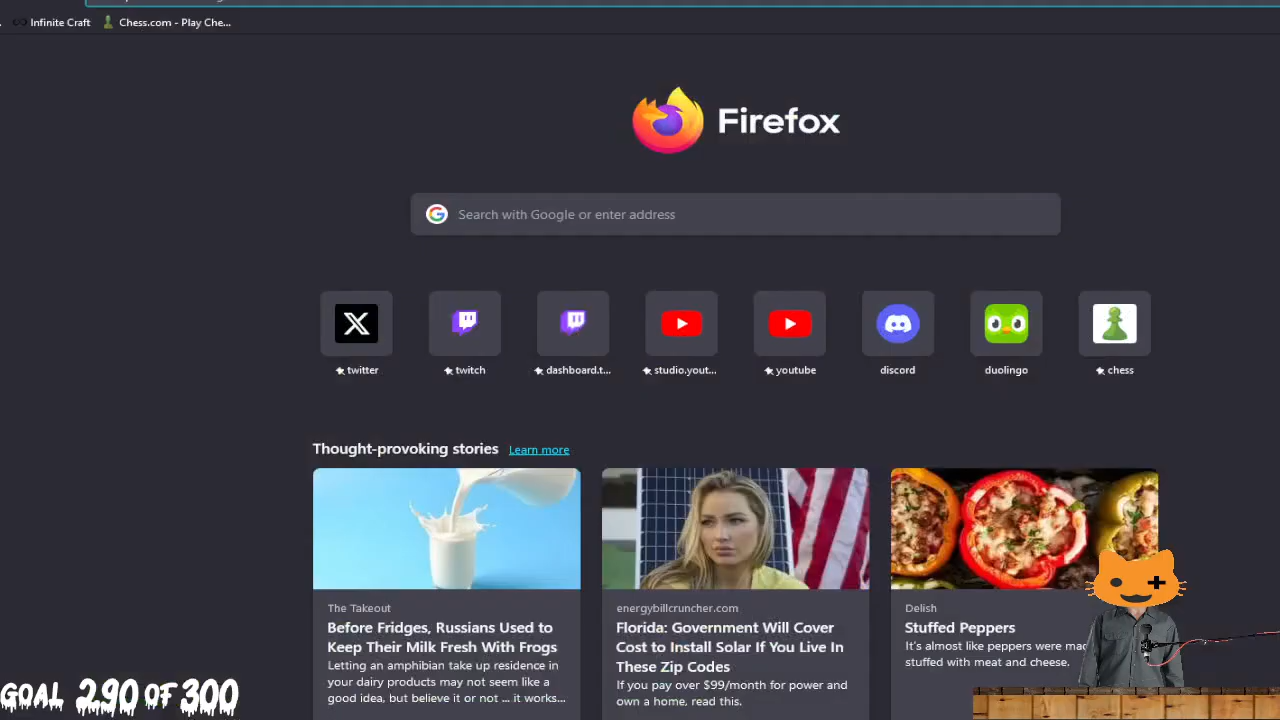 Infinite Craft
Chess.com - Play Che...
Firefox
Search with Google or enter address
twitter
twitch
dashboard.t...
studio.yout...
youtube
discord
duolingo
chess
Thought-provoking stories
Learn more
The Takeout
Before Fridges, Russians Used to
Keep Their Milk Fresh With Frogs
Letting an amphibian take up residence in
your dairy products may not seem like a
good idea, but believe it or not ... it works...
energybillcruncher.com
Florida: Government Will Cover
Cost to Install Solar If You Live In
These Zip Codes
If you pay over $99/month for power and
own a home, read this.
Delish
Stuffed Peppers
It's almost like peppers were
stuffed with meat and cheese.
GOAL 290 OF 300